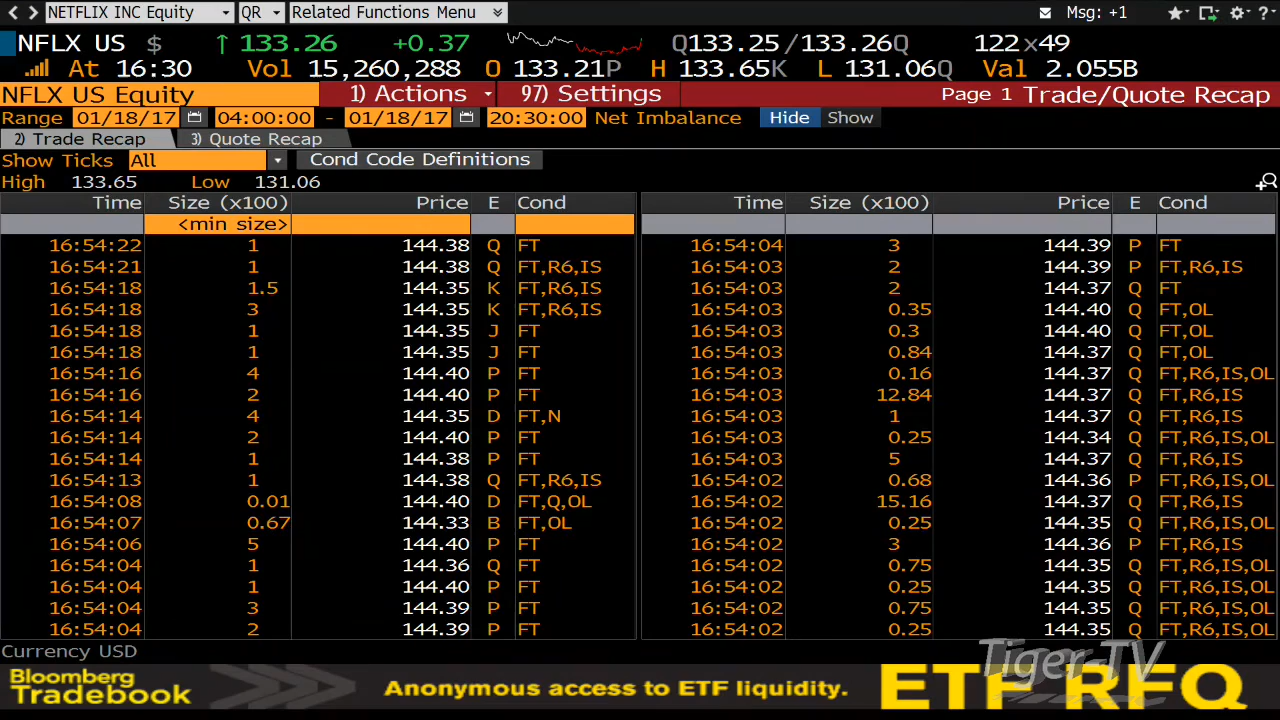 NETFLIX INC Equity QR Related Functions Menu Msg: +1 ?
NFLX US $ ↑ 133.26 +0.37 Q133.25/133.26Q 122x49
At 16:30 Vol 15,260,288 O 133.21P H 133.65K L 131.06Q Val 2.055B
NFLX US Equity 1) Actions 97) Settings Page 1 Trade/Quote Recap
Range 01/18/17 04:00:00 - 01/18/17 20:30:00 Net Imbalance Hide Show
2) Trade Recap 3) Quote Recap
Show Ticks All Cond Code Definitions
High 133.65 Low 131.06
Time Size (x100) Price E Cond Time Size (x100) Price E Cond
<min size>
16:54:22 1 144.38 Q FT 16:54:04 3 144.39 P FT
16:54:21 1 144.38 Q FT,R6,IS 16:54:03 2 144.39 P FT,R6,IS
16:54:18 1.5 144.35 K FT,R6,IS 16:54:03 2 144.37 Q FT
16:54:18 3 144.35 K FT,R6,IS 16:54:03 0.35 144.40 Q FT,OL
16:54:18 1 144.35 J FT 16:54:03 0.3 144.40 Q FT,OL
16:54:18 1 144.35 J FT 16:54:03 0.84 144.37 Q FT,OL
16:54:16 4 144.40 P FT 16:54:03 0.16 144.37 Q FT,R6,IS,OL
16:54:16 2 144.40 P FT 16:54:03 12.84 144.37 Q FT,R6,IS
16:54:14 4 144.35 D FT,N 16:54:03 1 144.37 Q FT,R6,IS
16:54:14 2 144.40 P FT 16:54:03 0.25 144.34 Q FT,R6,IS,OL
16:54:14 1 144.38 P FT 16:54:03 5 144.37 Q FT,R6,IS
16:54:13 1 144.38 Q FT,R6,IS 16:54:02 0.68 144.36 P FT,R6,IS,OL
16:54:08 0.01 144.40 D FT,Q,OL 16:54:02 15.16 144.37 Q FT,R6,IS
16:54:07 0.67 144.33 B FT,OL 16:54:02 0.25 144.35 Q FT,R6,IS,OL
16:54:06 5 144.40 P FT 16:54:02 3 144.36 P FT,R6,IS
16:54:04 1 144.36 Q FT 16:54:02 0.75 144.35 Q FT,R6,IS,OL
16:54:04 1 144.40 P FT 16:54:02 0.25 144.35 Q FT,R6,IS,OL
16:54:04 3 144.39 P FT 16:54:02 0.75 144.35 Q FT,R6,IS,OL
16:54:04 2 144.39 P FT 16:54:02 0.25 144.35 Q FT,R6,IS,OL
Currency USD
Tiger-TV
Bloomberg
Tradebook
Anonymous access to ETF liquidity.
ETF RFQ